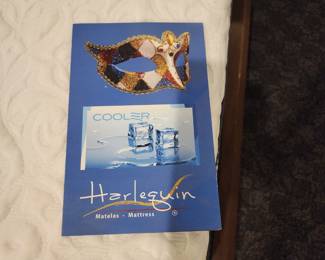 COOLER
Harlequin
Matelas - Mattress ®